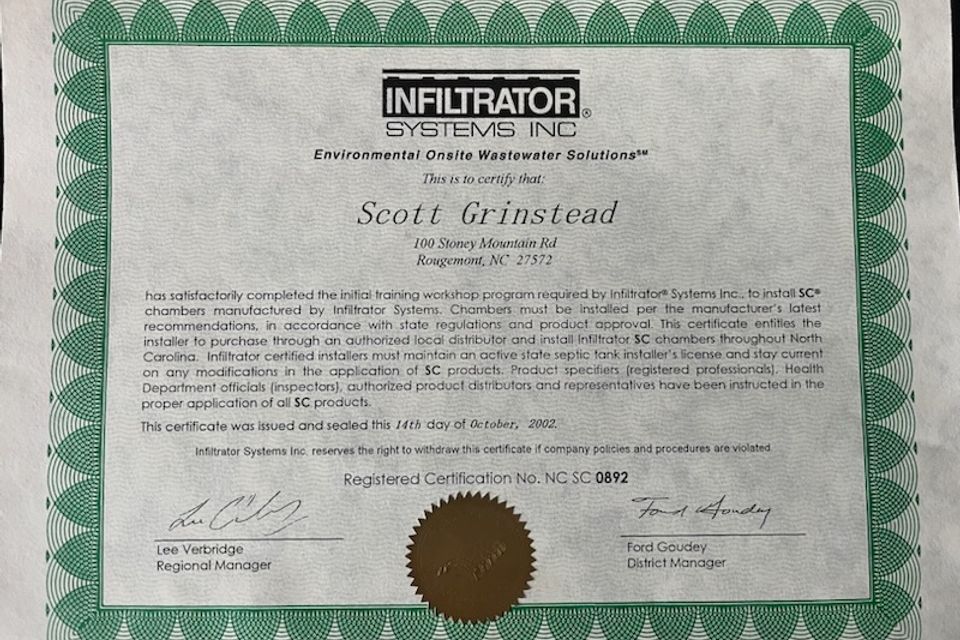 INFILTRATOR®
SYSTEMS INC
Environmental Onsite Wastewater Solutions℠
This is to certify that:
Scott Grinstead
100 Stoney Mountain Rd
Rougemont, NC 27572
has satisfactorily completed the initial training workshop program required by Infiltrator® Systems Inc., to install SC®
chambers manufactured by Infiltrator Systems. Chambers must be installed per the manufacturer's latest
recommendations, in accordance with state regulations and product approval. This certificate entitles the
installer to purchase through an authorized local distributor and install Infiltrator SC chambers throughout North
Carolina. Infiltrator certified installers must maintain an active state septic tank installer's license and stay current
on any modifications in the application of SC products. Product specifiers (registered professionals), Health
Department officials (inspectors), authorized product distributors and representatives have been instructed in the
proper application of all SC products.
This certificate was issued and sealed this 14th day of October, 2002.
Infiltrator Systems Inc. reserves the right to withdraw this certificate if company policies and procedures are violated
Registered Certification No. NC SC 0892
Ford Goudey
Lee Verbridge
Regional Manager
Ford Goudey
District Manager